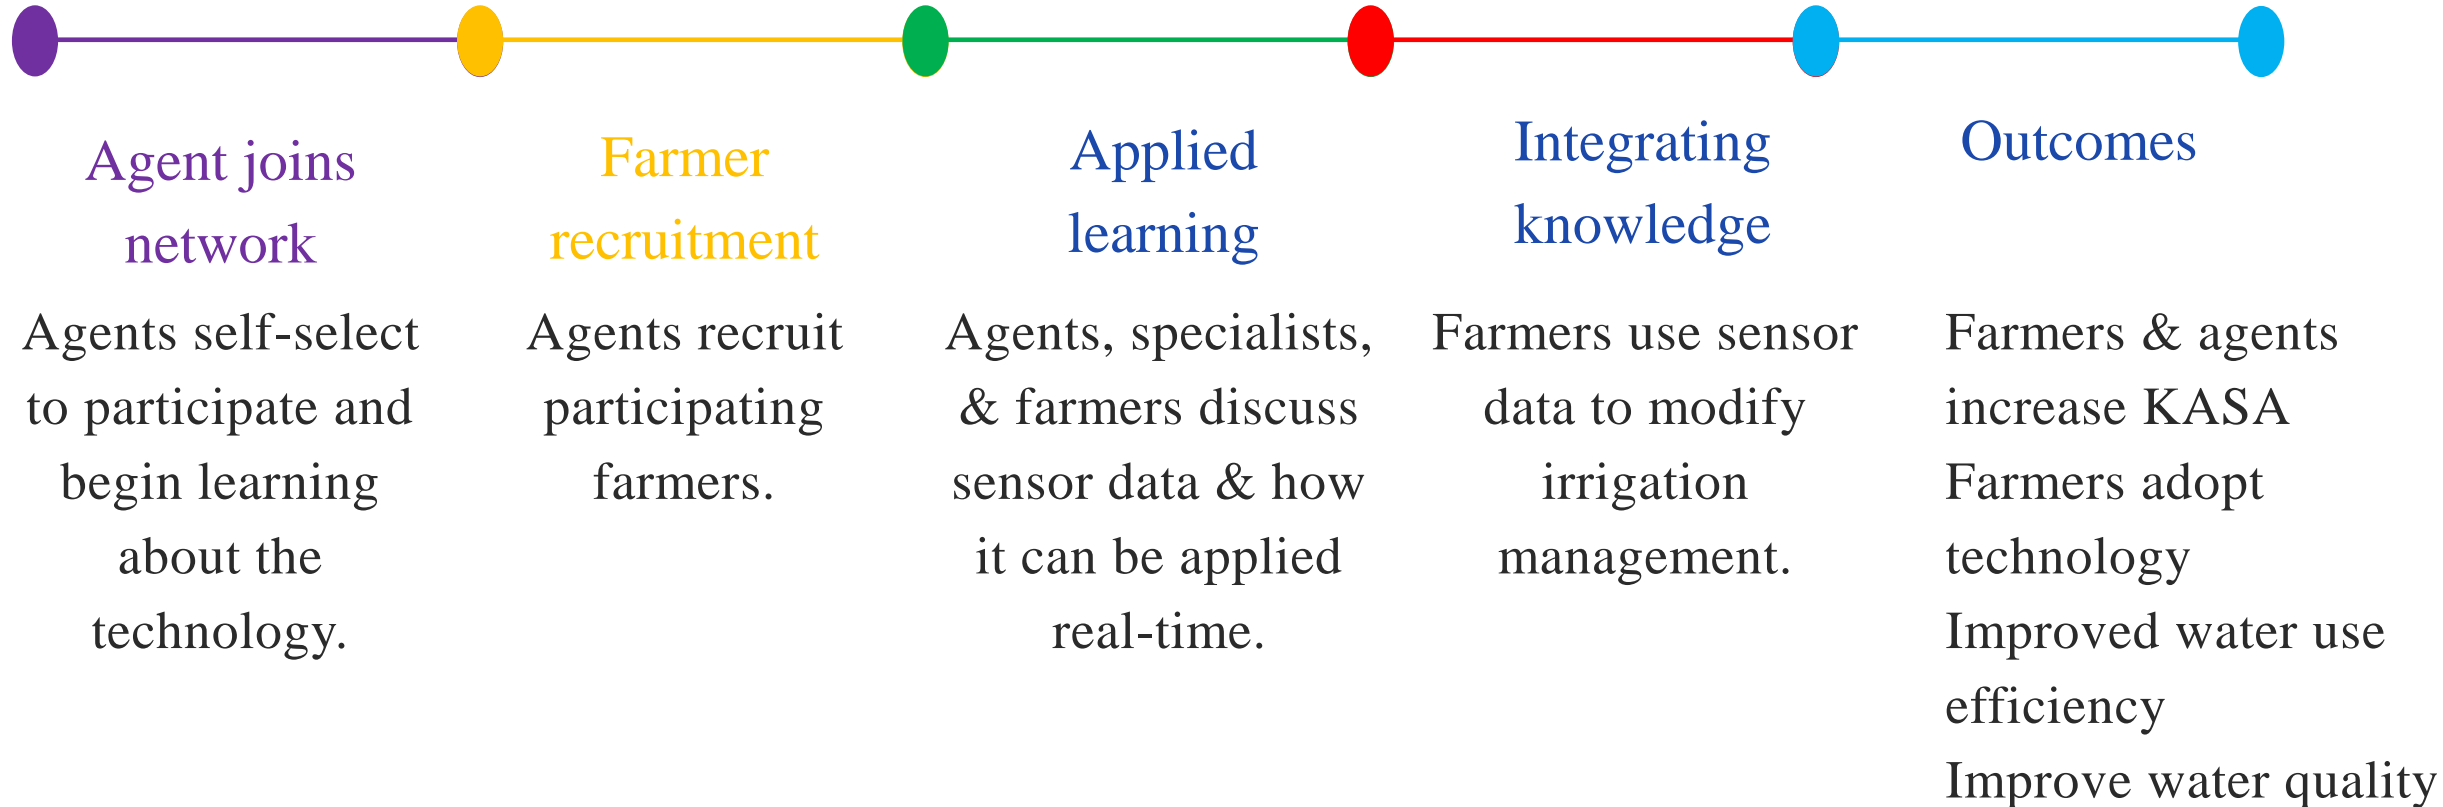 Agent joins
network
Agents self-select
to participate and
begin learning
about the
technology.
Farmer
recruitment
Agents recruit
participating
farmers.
Applied
learning
Agents, specialists,
& farmers discuss
sensor data & how
it can be applied
real-time.
Integrating
knowledge
Farmers use sensor
data to modify
irrigation
management.
Outcomes
Farmers & agents
increase KASA
Farmers adopt
technology
Improved water use
efficiency
Improve water quality